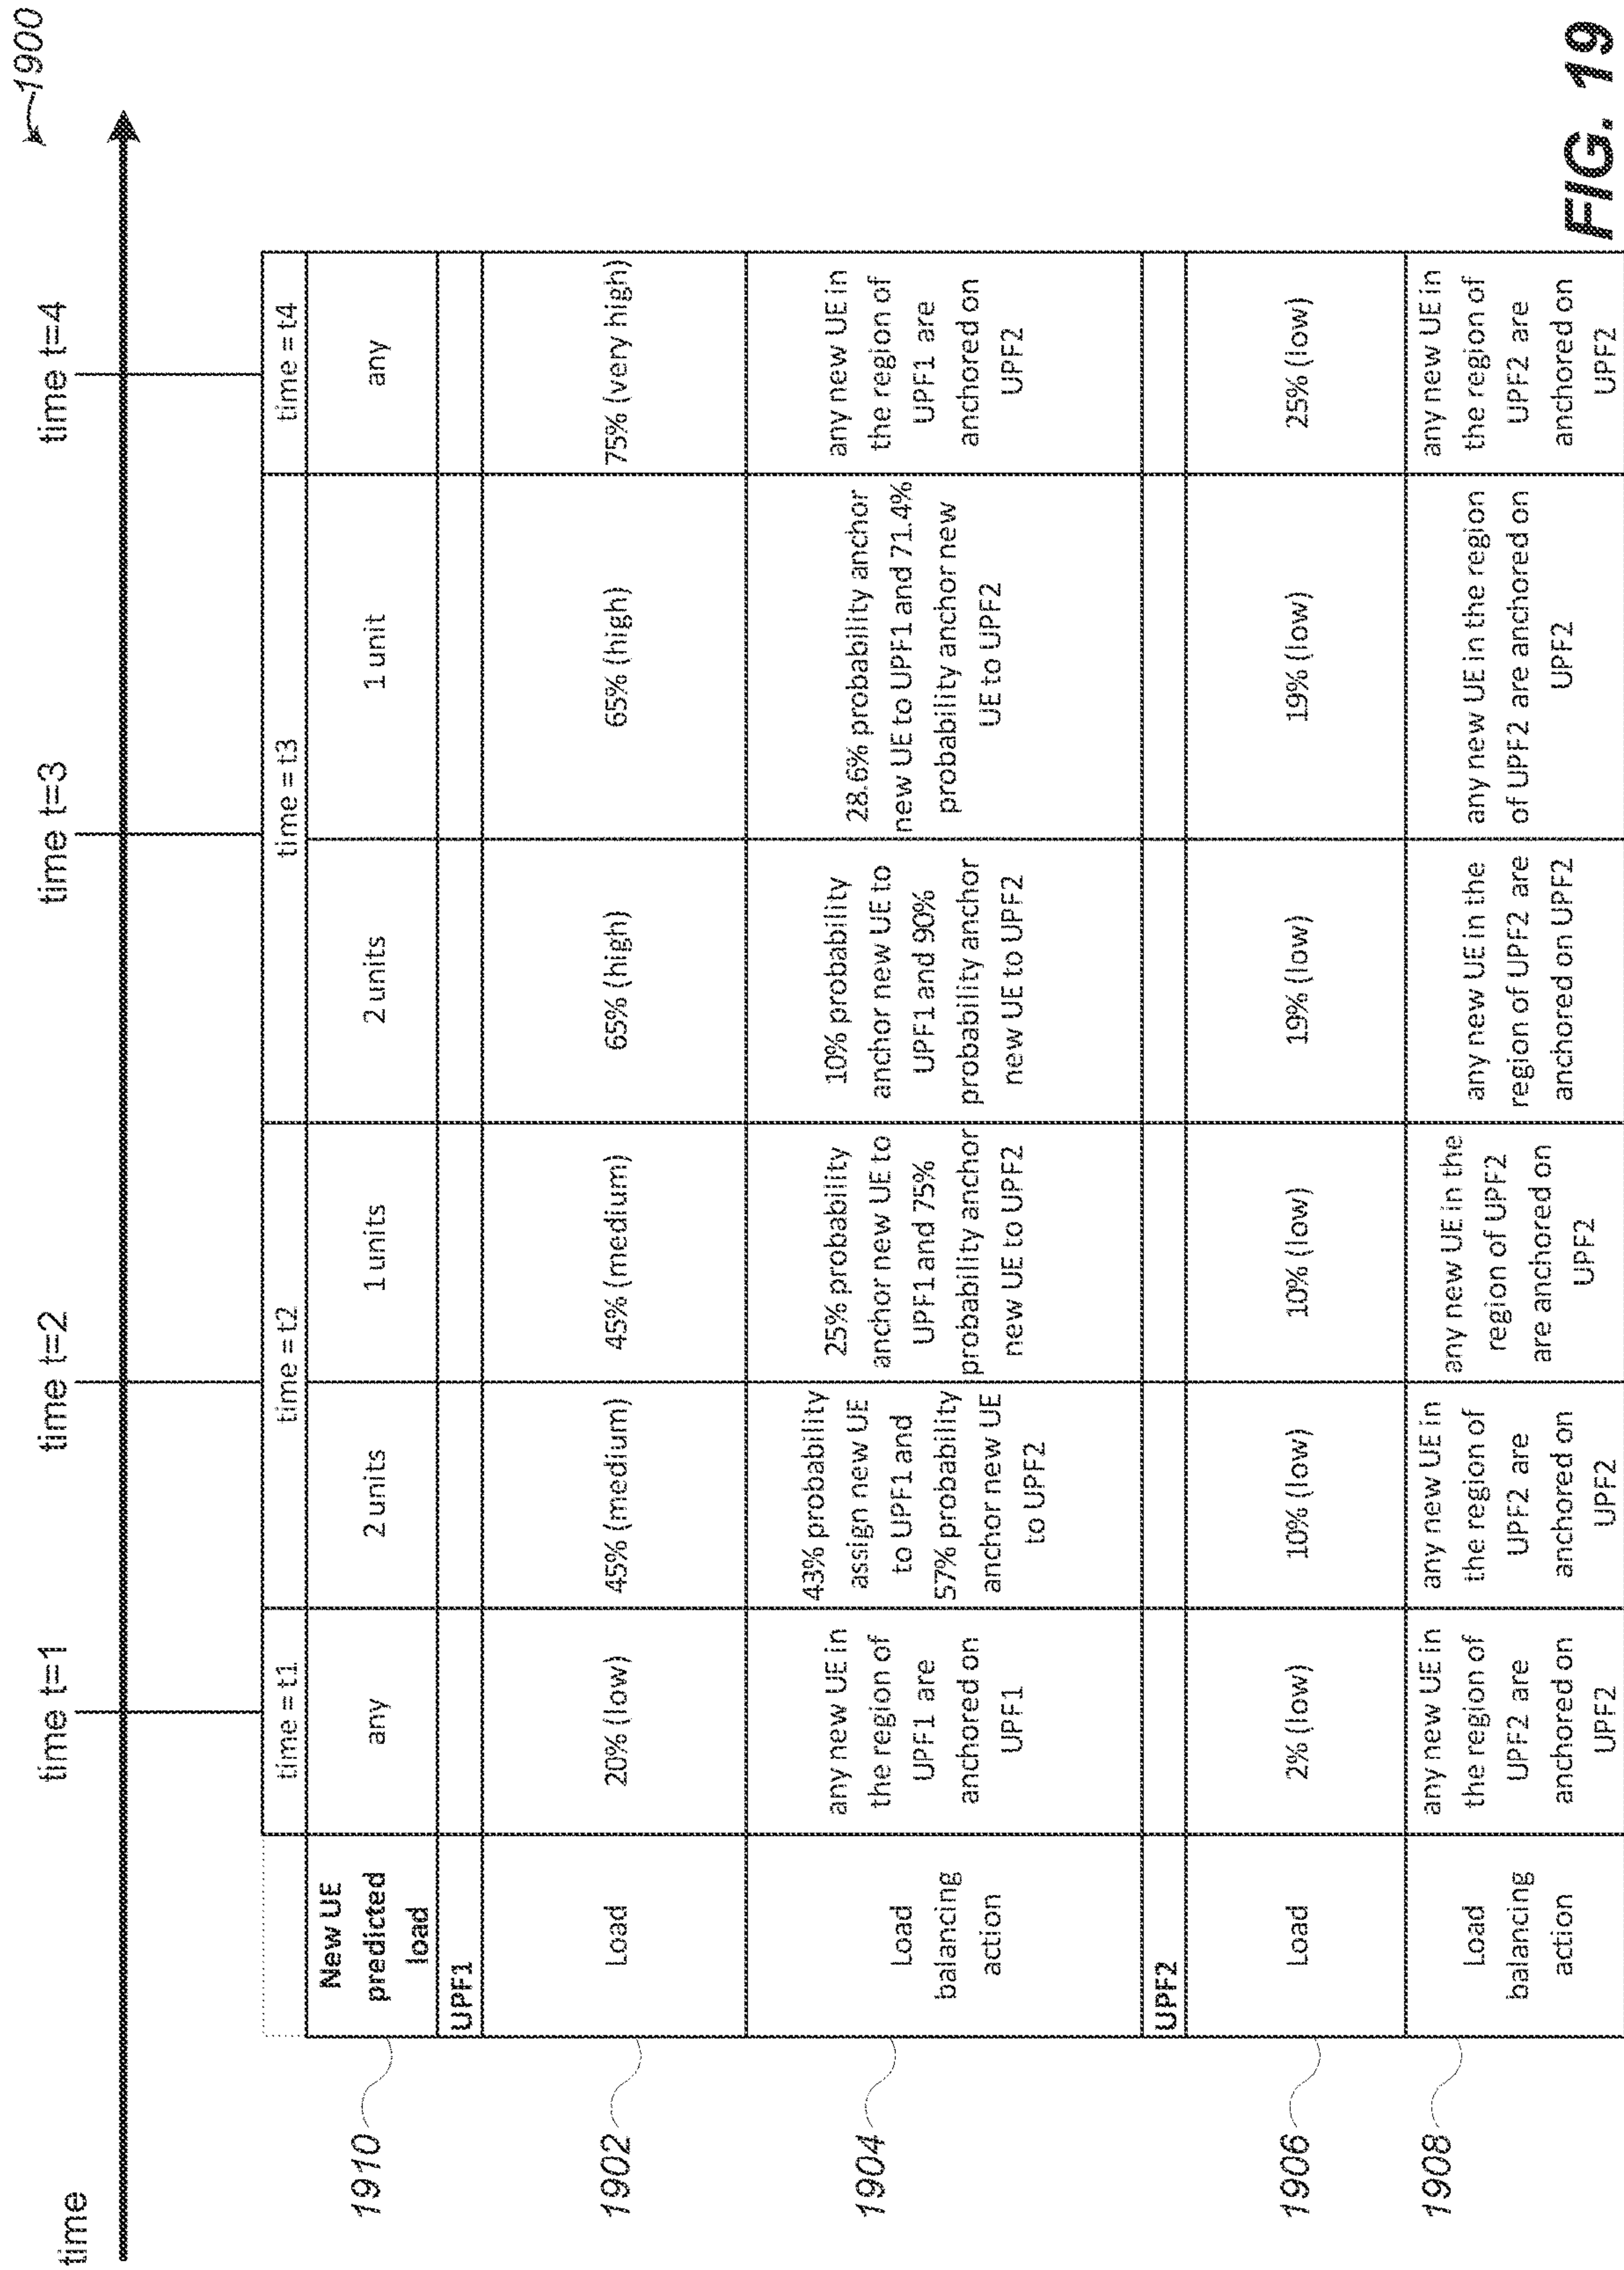 1900
time
time t=1
time t=2
time t=3
time t=4
time = t1
time = t2
time = t3
time = t4
1910
New UE
predicted
load
any
2 units
1 units
2 units
1 unit
any
UPF1
1902
Load
20% (low)
45% (medium)
45% (medium)
65% (high)
65% (high)
75% (very high)
1904
Load
balancing
action
any new UE in
the region of
UPF1 are
anchored on
UPF1
43% probability
assign new UE
to UPF1 and
57% probability
anchor new UE
to UPF2
25% probability
anchor new UE to
UPF1 and 75%
probability anchor
new UE to UPF2
10% probability
anchor new UE to
UPF1 and 90%
probability anchor
new UE to UPF2
28.6% probability anchor
new UE to UPF1 and 71.4%
probability anchor new
UE to UPF2
any new UE in
the region of
UPF1 are
anchored on
UPF2
UPF2
1906
Load
2% (low)
10% (low)
10% (low)
19% (low)
19% (low)
25% (low)
1908
Load
balancing
action
any new UE in
the region of
UPF2 are
anchored on
UPF2
any new UE in
the region of
UPF2 are
anchored on
UPF2
any new UE in the
region of UPF2
are anchored on
UPF2
any new UE in the
region of UPF2 are
anchored on UPF2
any new UE in the region
of UPF2 are anchored on
UPF2
any new UE in
the region of
UPF2 are
anchored on
UPF2
FIG. 19